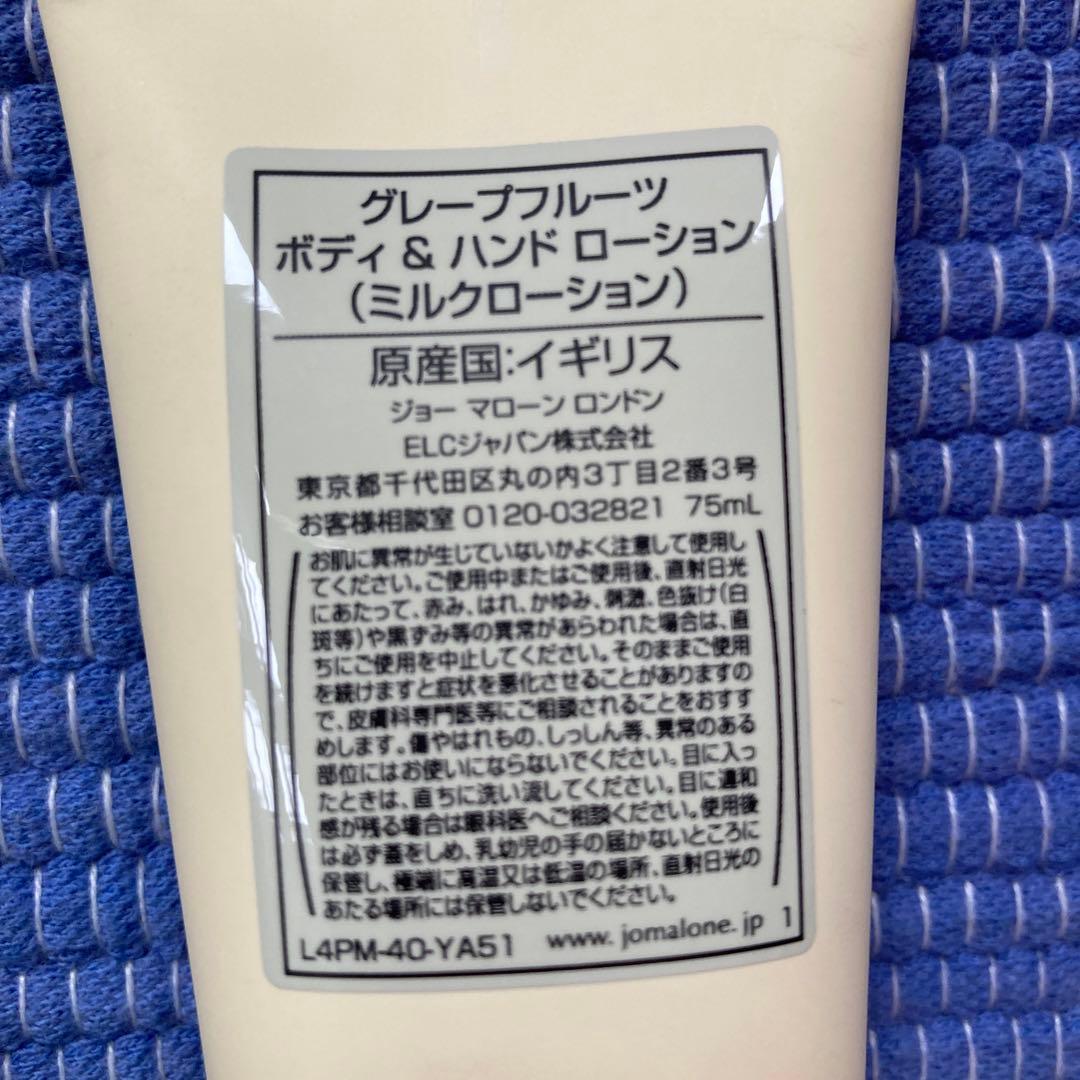 グレープフルーツ
ボディ & ハンド ローション
(ミルクローション)
原産国:イギリス
ジョー マローン ロンドン
ELCジャパン株式会社
東京都千代田区丸の内3丁目2番3号
お客様相談室 0120-032821 75mL
お肌に異常が生じていないかよく注意して使用し
てください。ご使用中またはご使用後、直射日光
にあたって、赤み、はれ、かゆみ、刺激、色抜け(白
斑等)や黒ずみ等の異常があらわれた場合は、直
ちにご使用を中止してください。そのままご使用
を続けますと症状を悪化させることがありますの
で、皮膚科専門医等にご相談されることをおすす
めします。傷やはれもの、しっしん等、異常のある
部位にはお使いにならないでください。目に入っ
たときは、直ちに洗い流してください。目に違和
感が残る場合は眼科医へご相談ください。使用後
は必ず蓋をしめ、乳幼児の手の届かないところに
保管し、極端に高温又は低温の場所、直射日光の
あたる場所には保管しないでください。
L4PM-40-YA51 www. jomalone. jp 1